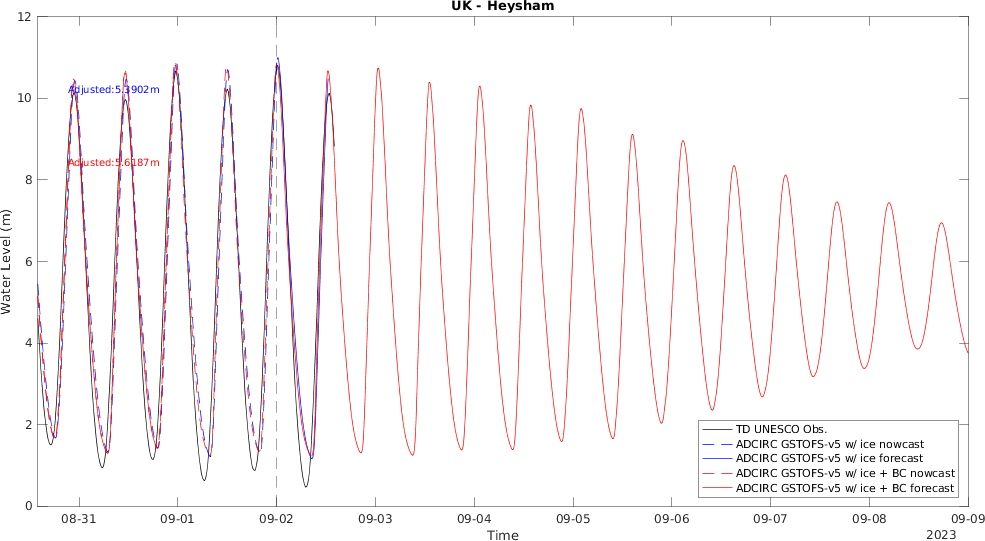 UK - Heysham
12
10
8
6
4
2
0
Water Level (m)
Adjusted:5.3902m
Adjusted:5.6187m
TD UNESCO Obs.
ADCIRC GSTOFS-v5 w/ ice nowcast
ADCIRC GSTOFS-v5 w/ ice forecast
ADCIRC GSTOFS-v5 w/ ice + BC nowcast
ADCIRC GSTOFS-v5 w/ ice + BC forecast
08-31 09-01 09-02 09-03 09-04 09-05 09-06 09-07 09-08 09-09
Time
2023